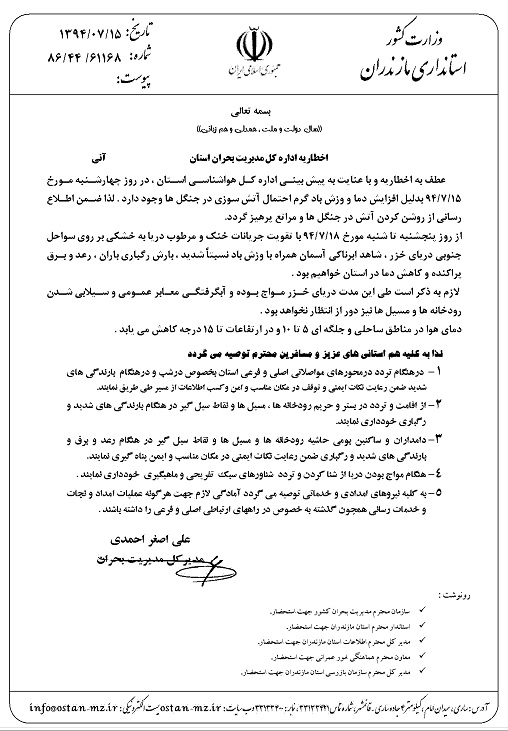 وزارت کشور
استانداری مازندران
جمهوری اسلامی ایران
تاریخ: ۱۳۹۴/۰۷/۱۵
شماره: ۸۶/۴۴ /۶۱۱۶۸
پیوست:
بسمه تعالی
((سال دولت و ملت ، همدلی و هم زبانی))
اخطاریه اداره کل مدیریت بحران استان آنی
عطف به اخطاریه و با عنایت به پیش بینی اداره کل هواشناسی استان ، در روز چهارشنبه مورخ
۹۴/۷/۱۵ بدلیل افزایش دما و وزش باد گرم احتمال آتش سوزی در جنگل ها وجود دارد . لذا ضمن اطلاع
رسانی از روشن کردن آتش در جنگل ها و مراتع پرهیز گردد.
از روز پنجشنبه تا شنبه مورخ ۹۴/۷/۱۸ با تقویت جریانات خنک و مرطوب دریا به خشکی بر روی سواحل
جنوبی دریای خزر ، شاهد ابرناکی آسمان همراه با وزش باد نسبتاً شدید ، بارش رگباری باران ، رعد و برق
پراکنده و کاهش دما در استان خواهیم بود .
لازم به ذکر است طی این مدت دریای خزر مواج بوده و آبگرفتگی معابر عمومی و سیلابی شدن
رودخانه ها و مسیل ها نیز دور از انتظار نخواهد بود .
دمای هوا در مناطق ساحلی و جلگه ای ۵ تا ۱۰ و در ارتفاعات تا ۱۵ درجه کاهش می یابد .
لذا به کلیه هم استانی های عزیز و مسافرین محترم توصیه می گردد
۱- درهنگام تردد درمحورهای مواصلاتی اصلی و فرعی استان بخصوص درشب و درهنگام بارندگی های
شدید ضمن رعایت نکات ایمنی و توقف در مکان مناسب و امن و کسب اطلاعات از مسیر طی طریق نمایند.
۲- از اقامت و تردد در بستر و حریم رودخانه ها ، مسیل ها و نقاط سیل گیر در هنگام بارندگی های شدید و
رگباری خودداری نمایند.
۳- دامداران و ساکنین بومی حاشیه رودخانه ها و مسیل ها و نقاط سیل گیر در هنگام رعد و برق و
بارندگی های شدید و رگباری ضمن رعایت نکات ایمنی در مکان مناسب و ایمن پناه گیری نمایند.
۴- هنگام مواج بودن دریا از شنا کردن و تردد شناورهای سبک تفریحی و ماهیگیری خودداری نمایند .
۵- به کلیه نیروهای امدادی و خدماتی توصیه می گردد آمادگی لازم جهت هر گونه عملیات امداد و نجات
و خدمات رسانی همچون گذشته به خصوص در راههای ارتباطی اصلی و فرعی را داشته باشند .
علی اصغر احمدی
مدیرکل مدیریت بحران
رونوشت :
✓ سازمان محترم مدیریت بحران کشور جهت استحضار.
✓ استاندار محترم استان مازندران جهت استحضار.
✓ مدیر کل محترم اطلاعات استان مازندران جهت استحضار.
✓ معاون محترم هماهنگی امور عمرانی جهت استحضار.
✓ مدیر کل محترم سازمان بازرسی استان مازندران جهت استحضار.
آدرس: ساری، میدان امام، کیلومتر ۴ جاده ساری . قائمشهر، شماره تماس ۳۳۱۳۳۴۹۱، نمابر: ۳۳۱۳۳۴۰۰ وب سایت: ostan-mz.ir پست الکترونیکی: info@ostan-mz.ir